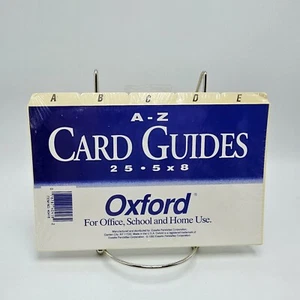 A B C D E
A-Z
CARD GUIDES
25 • 5 x 8
Oxford®
For Office, School and Home Use.